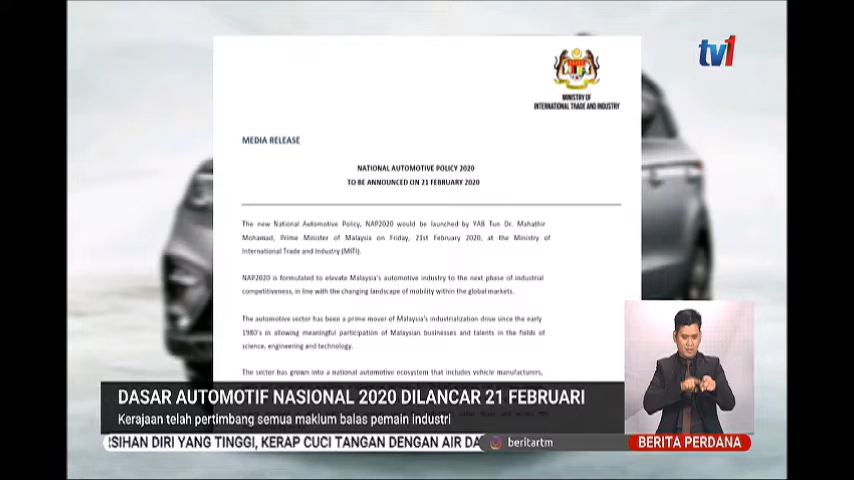 tv1
MINISTRY OF
INTERNATIONAL TRADE AND INDUSTRY
MEDIA RELEASE
NATIONAL AUTOMOTIVE POLICY 2020
TO BE ANNOUNCED ON 21 FEBRUARY 2020
The new National Automotive Policy, NAP2020 would be launched by YAB Tun Dr. Mahathir
Mohamad, Prime Minister of Malaysia on Friday, 21st February 2020, at the Ministry of
International Trade and Industry (MITI).
NAP2020 is formulated to elevate Malaysia's automotive industry to the next phase of industrial
competitiveness, in line with the changing landscape of mobility within the global markets.
The automotive sector has been a prime mover of Malaysia's industrialization drive since the early
1980's in allowing meaningful participation of Malaysian businesses and talents in the fields of
science, engineering and technology.
The sector has grown into a national automotive ecosystem that includes vehicle manufacturers,
DASAR AUTOMOTIF NASIONAL 2020 DILANCAR 21 FEBRUARI
Kerajaan telah pertimbang semua maklum balas pemain industri
SIHAN DIRI YANG TINGGI, KERAP CUCI TANGAN DENGAN AIR DA
beritartm
BERITA PERDANA